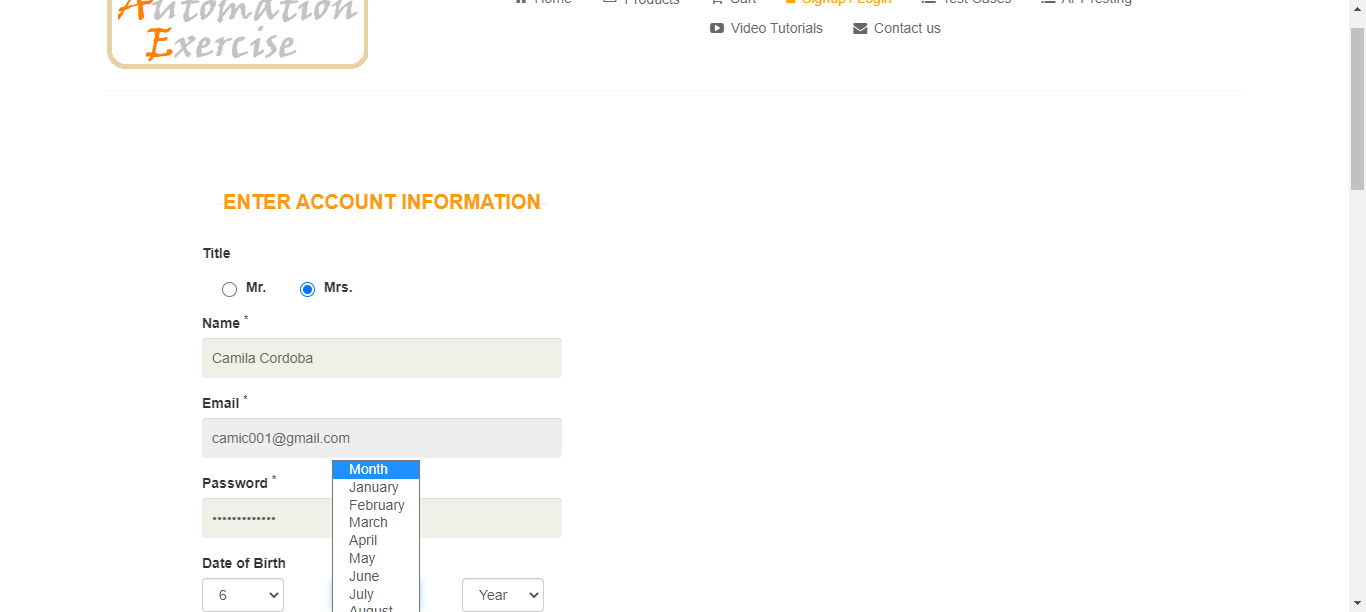 Automation
Exercise
Home
Products
Cart
Signup / Login
Test Cases
API Testing
Video Tutorials
Contact us
ENTER ACCOUNT INFORMATION
Title
Mr.
Mrs.
Name *
Camila Cordoba
Email *
camic001@gmail.com
Password *
•••••••••••••
Month
January
February
March
April
May
June
July
August
Date of Birth
6
Year